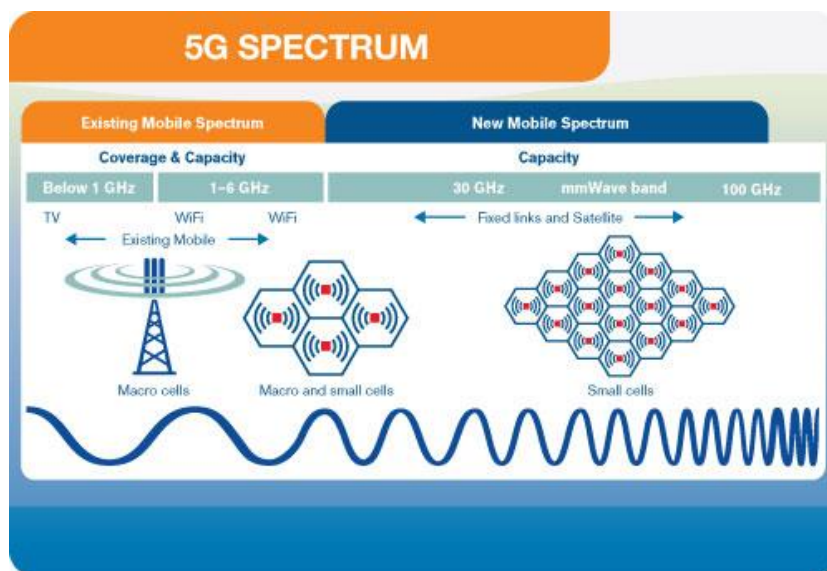 5G SPECTRUM
Existing Mobile Spectrum
New Mobile Spectrum
Coverage & Capacity
Capacity
Below 1 GHz
1–6 GHz
30 GHz
mmWave band
100 GHz
TV
WiFi
WiFi
Fixed links and Satellite
Existing Mobile
Macro cells
Macro and small cells
Small cells